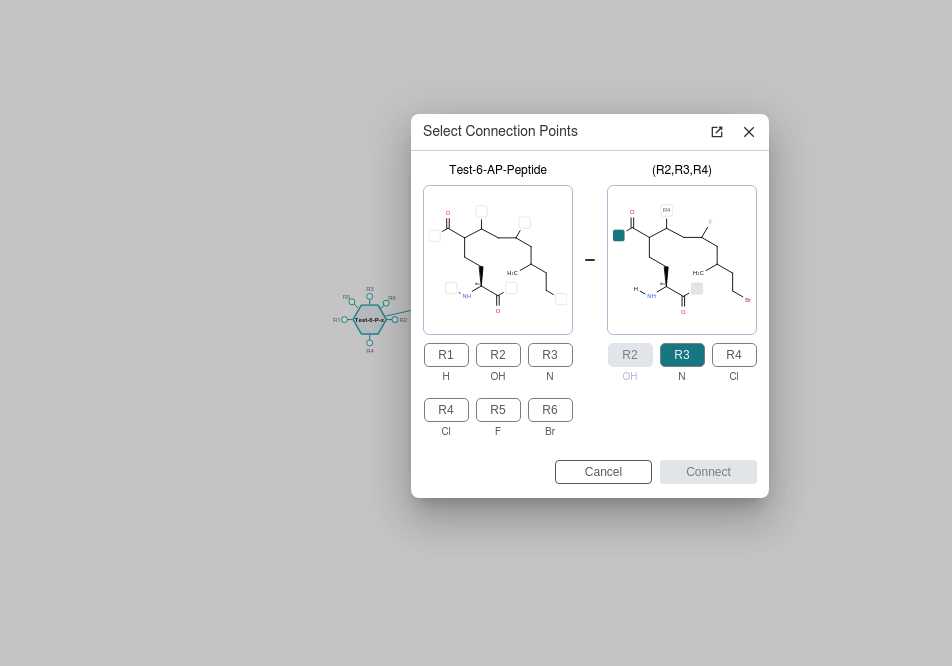 Select Connection Points
Test-6-AP-Peptide
(R2,R3,R4)
O
H₃C
NH
O
–
O
R4
F
H₃C
H
NH
O
Br
R1 R2 R3
H OH N
R4 R5 R6
Cl F Br
R2 R3 R4
OH N Cl
Cancel
Connect
R3
R5
R6
R1
Test-6-P-x
R2
R4